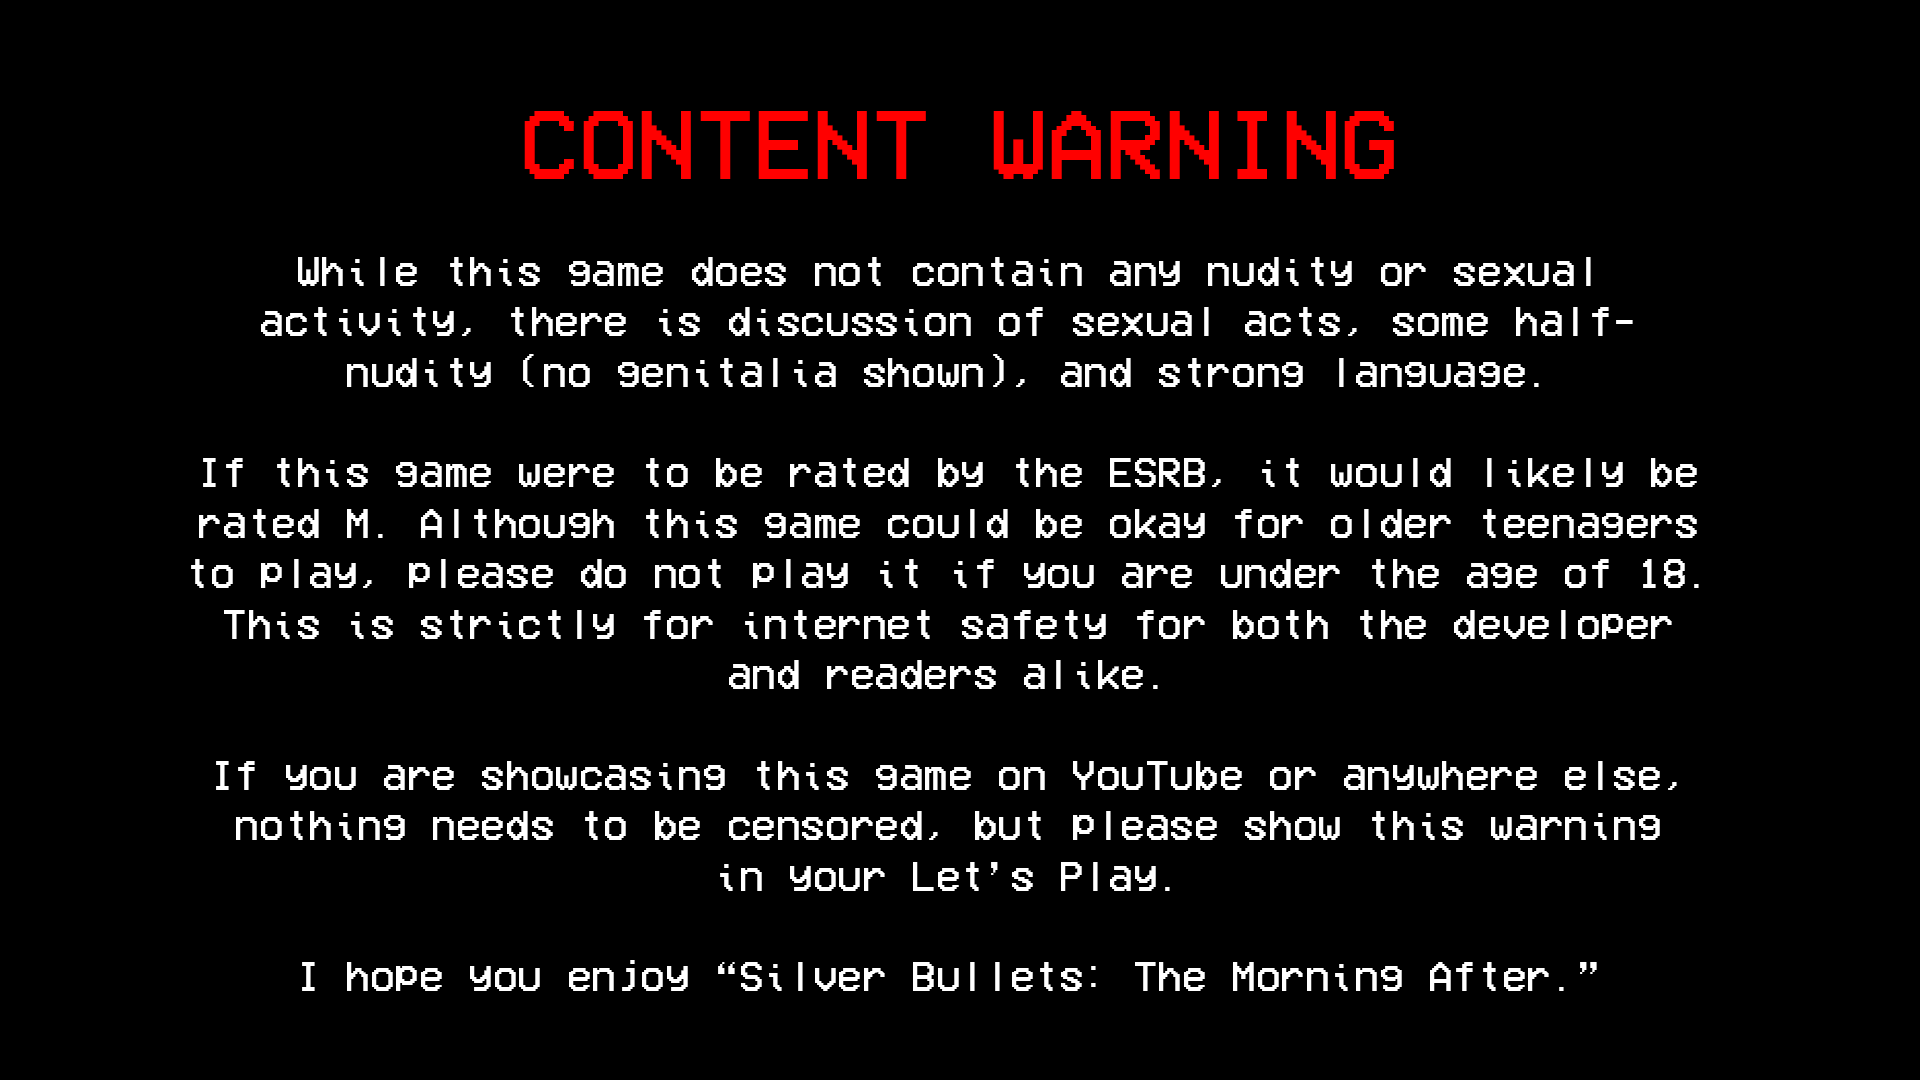 CONTENT WARNING
While this game does not contain any nudity or sexual
activity, there is discussion of sexual acts, some half-
nudity (no genitalia shown), and strong language.
If this game were to be rated by the ESRB, it would likely be
rated M. Although this game could be okay for older teenagers
to play, please do not play it if you are under the age of 18.
This is strictly for internet safety for both the developer
and readers alike.
If you are showcasing this game on YouTube or anywhere else,
nothing needs to be censored, but please show this warning
in your Let's Play.
I hope you enjoy “Silver Bullets: The Morning After.”